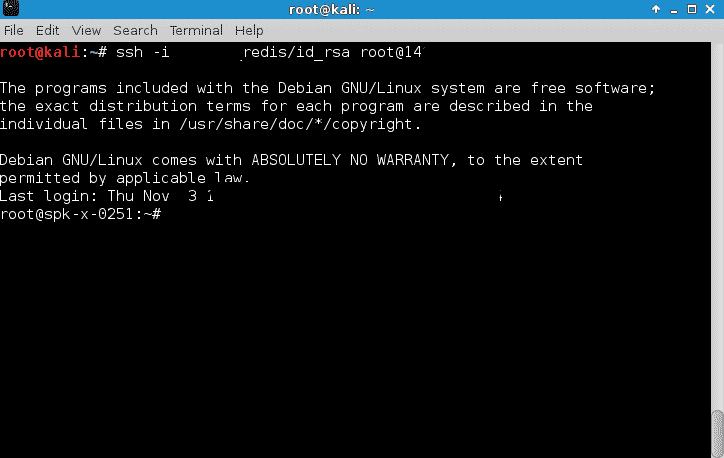 root@kali: ~
File Edit View Search Terminal Help
root@kali:~# ssh -i redis/id_rsa root@14
The programs included with the Debian GNU/Linux system are free software;
the exact distribution terms for each program are described in the
individual files in /usr/share/doc/*/copyright.
Debian GNU/Linux comes with ABSOLUTELY NO WARRANTY, to the extent
permitted by applicable law.
Last login: Thu Nov  3 1
root@spk-x-0251:~#